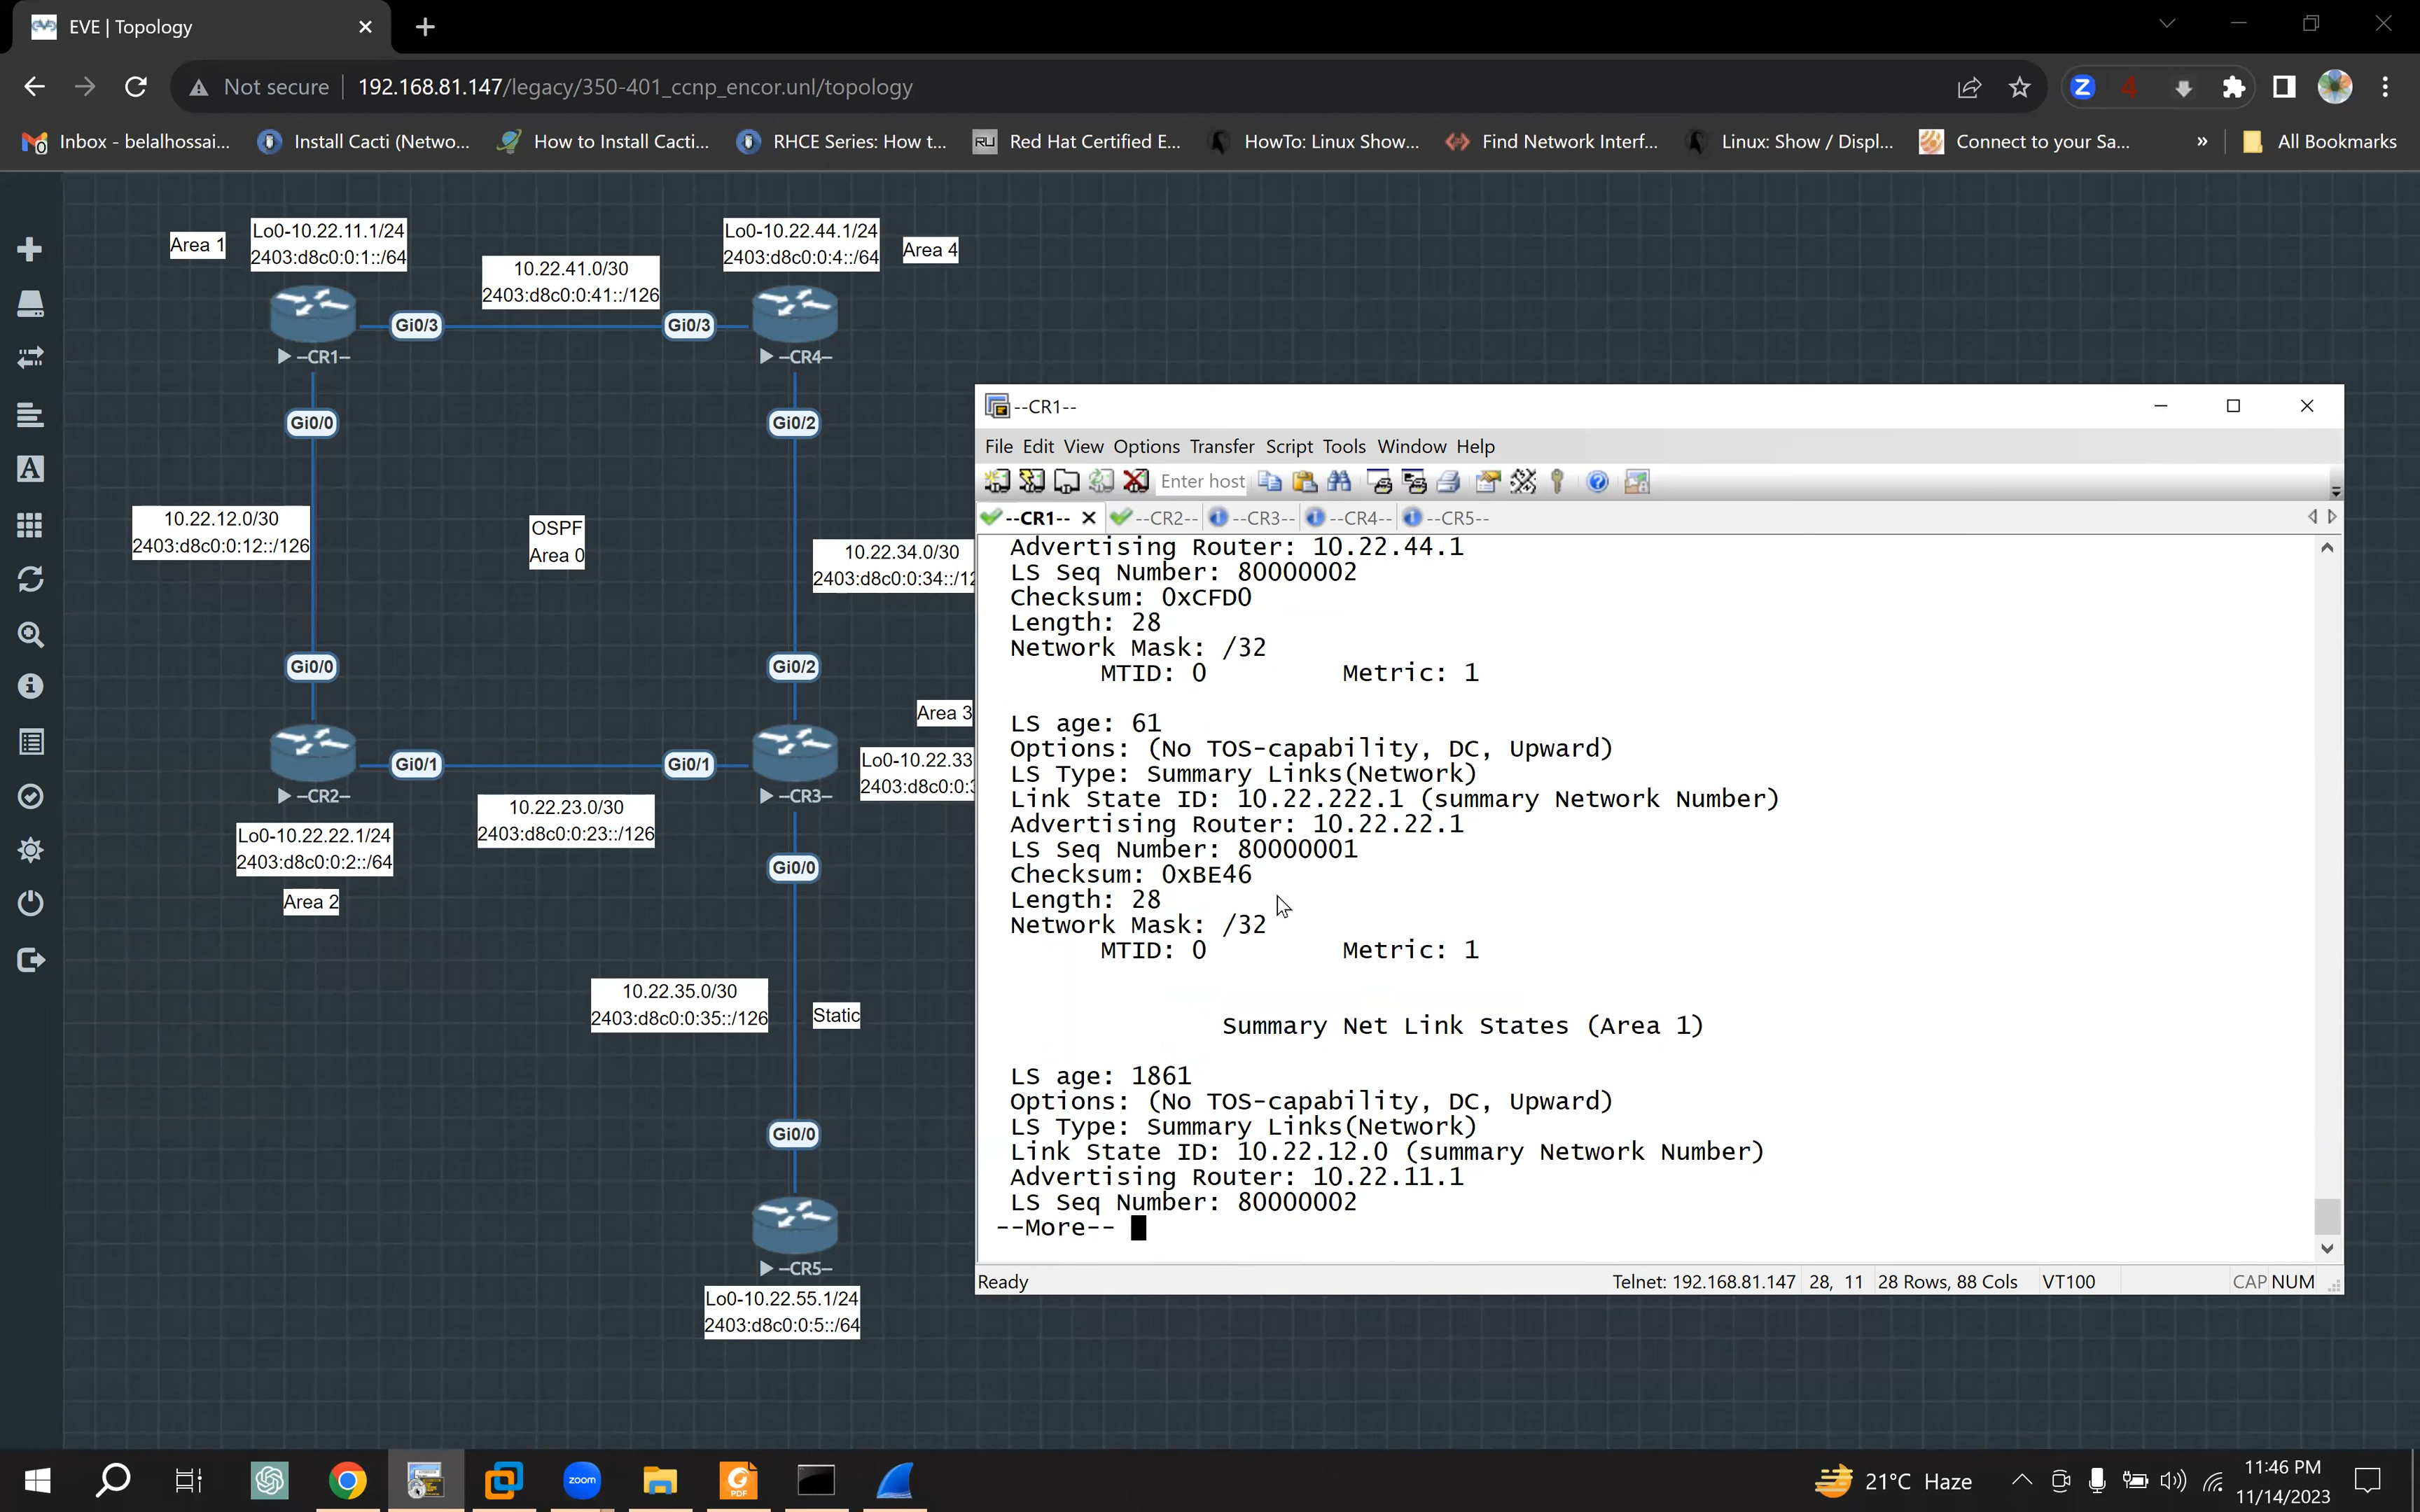 EVE | Topology
Not secure
192.168.81.147/legacy/350-401_ccnp_encor.unl/topology
Inbox - belalhossai...
Install Cacti (Netwo...
How to Install Cacti...
RHCE Series: How t...
RU
Red Hat Certified E...
HowTo: Linux Show...
Find Network Interf...
Linux: Show / Displ...
Connect to your Sa...
»
All Bookmarks
Area 1
Lo0-10.22.11.1/24
2403:d8c0:0:1::/64
10.22.41.0/30
2403:d8c0:0:41::/126
Lo0-10.22.44.1/24
2403:d8c0:0:4::/64
Area 4
Gi0/3
Gi0/3
--CR1--
--CR4--
Gi0/0
Gi0/2
10.22.12.0/30
2403:d8c0:0:12::/126
OSPF
Area 0
10.22.34.0/30
2403:d8c0:0:34::/12
Gi0/0
Gi0/2
Area 3
Gi0/1
Gi0/1
Lo0-10.22.33
2403:d8c0:0:3
--CR2--
--CR3--
10.22.23.0/30
2403:d8c0:0:23::/126
Lo0-10.22.22.1/24
2403:d8c0:0:2::/64
Area 2
Gi0/0
10.22.35.0/30
2403:d8c0:0:35::/126
Static
Gi0/0
--CR5--
Lo0-10.22.55.1/24
2403:d8c0:0:5::/64
--CR1--
File Edit View Options Transfer Script Tools Window Help
Enter host
--CR1--
--CR2--
--CR3--
--CR4--
--CR5--
Advertising Router: 10.22.44.1
LS Seq Number: 80000002
Checksum: 0xCFD0
Length: 28
Network Mask: /32
MTID: 0 Metric: 1
LS age: 61
Options: (No TOS-capability, DC, Upward)
LS Type: Summary Links(Network)
Link State ID: 10.22.222.1 (summary Network Number)
Advertising Router: 10.22.22.1
LS Seq Number: 80000001
Checksum: 0xBE46
Length: 28
Network Mask: /32
MTID: 0 Metric: 1
Summary Net Link States (Area 1)
LS age: 1861
Options: (No TOS-capability, DC, Upward)
LS Type: Summary Links(Network)
Link State ID: 10.22.12.0 (summary Network Number)
Advertising Router: 10.22.11.1
LS Seq Number: 80000002
--More--
Ready
Telnet: 192.168.81.147 28, 11 28 Rows, 88 Cols VT100 CAP NUM
zoom
PDF
21°C Haze
11:46 PM
11/14/2023